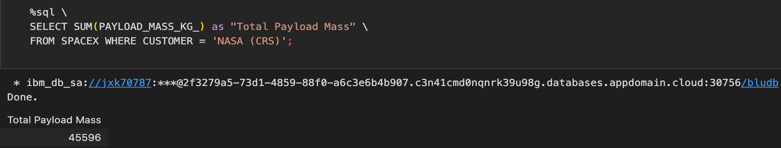 %sql \
SELECT SUM(PAYLOAD_MASS_KG_) as "Total Payload Mass" \
FROM SPACEX WHERE CUSTOMER = 'NASA (CRS)';
* ibm_db_sa://jxk70787:***@2f3279a5-73d1-4859-88f0-a6c3e6b4b907.c3n41cmd0nqnrk39u98g.databases.appdomain.cloud:30756/bludb
Done.
Total Payload Mass
45596